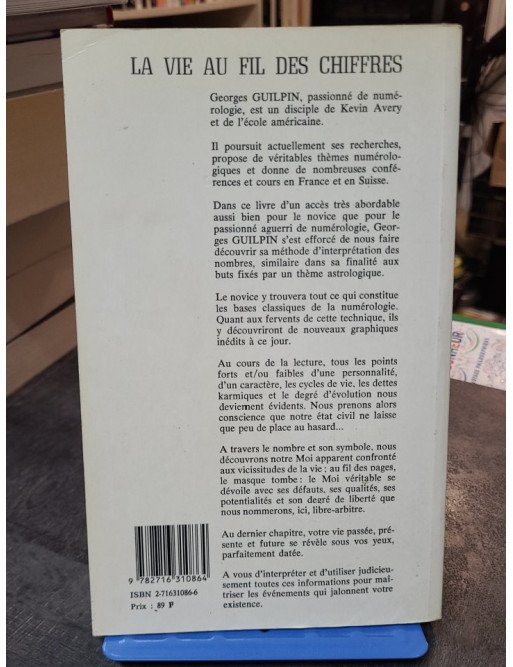 LA VIE AU FIL DES CHIFFRES
Georges GUILPIN, passionné de numé-
rologie, est un disciple de Kevin Avery
et de l'école américaine.
Il poursuit actuellement ses recherches,
propose de véritables thèmes numérolo-
giques et donne de nombreuses confé-
rences et cours en France et en Suisse.
Dans ce livre d'un accès très abordable
aussi bien pour le novice que pour le
passionné aguerri de numérologie, Geor-
ges GUILPIN s'est efforcé de nous faire
découvrir sa méthode d'interprétation des
nombres, similaire dans sa finalité aux
buts fixés par un thème astrologique.
Le novice y trouvera tout ce qui constitue
les bases classiques de la numérologie.
Quant aux fervents de cette technique, ils
y découvriront de nouveaux graphiques
inédits à ce jour.
Au cours de la lecture, tous les points
forts et/ou faibles d'une personnalité,
d'un caractère, les cycles de vie, les dettes
karmiques et le degré d'évolution nous
deviement évidents. Nous prenons alors
conscience que notre état civil ne laisse
que peu de place au hasard...
A travers le nombre et son symbole, nous
découvrons notre Moi apparent confronté
aux vicissitudes de la vie ; au fil des pages,
le masque tombe : le Moi véritable se
dévoile avec ses défauts, ses qualités, ses
potentialités et son degré de liberté que
nous nommerons, ici, libre-arbitre.
Au dernier chapitre, votre vie passée, pré-
sente et future se révèle sous vos yeux,
parfaitement datée.
A vous d'interpréter et d'utiliser judicieu-
sement toutes ces informations pour maî-
triser les événements qui jalonnent votre
existence.
9 782716 310864
ISBN 2-7163-1086-6
Prix : 89 F